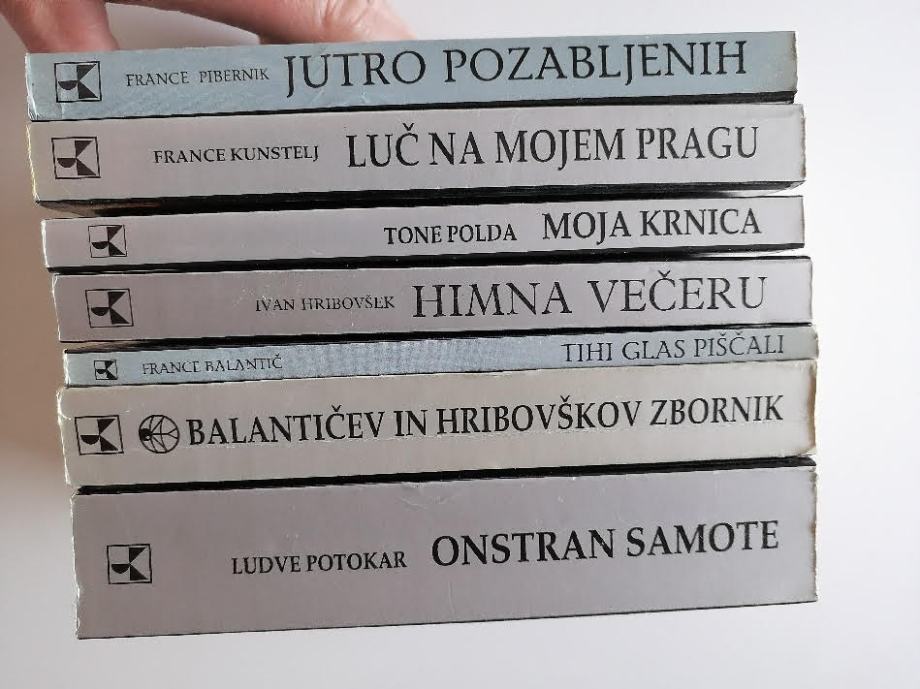 FRANCE PIBERNIK JUTRO POZABLJENIH
FRANCE KUNSTELJ LUČ NA MOJEM PRAGU
TONE POLDA MOJA KRNICA
IVAN HRIBOVŠEK HIMNA VEČERU
FRANCE BALANTIČ TIHI GLAS PIŠČALI
BALANTIČEV IN HRIBOVŠKOV ZBORNIK
LUDVE POTOKAR ONSTRAN SAMOTE